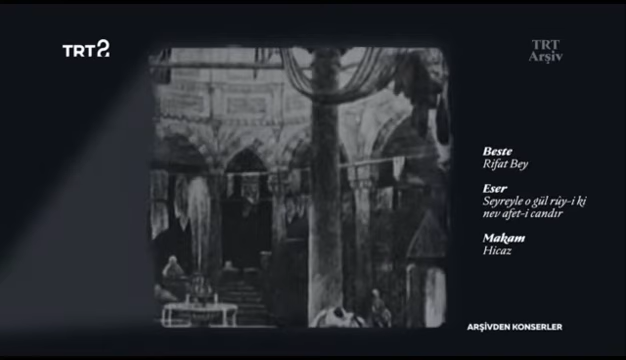 TRT2
TRT
Arşiv
Beste
Rifat Bey
Eser
Seyreyle o gül rûy-i ki
nev afet-i candır
Makam
Hicaz
ARŞİVDEN KONSERLER